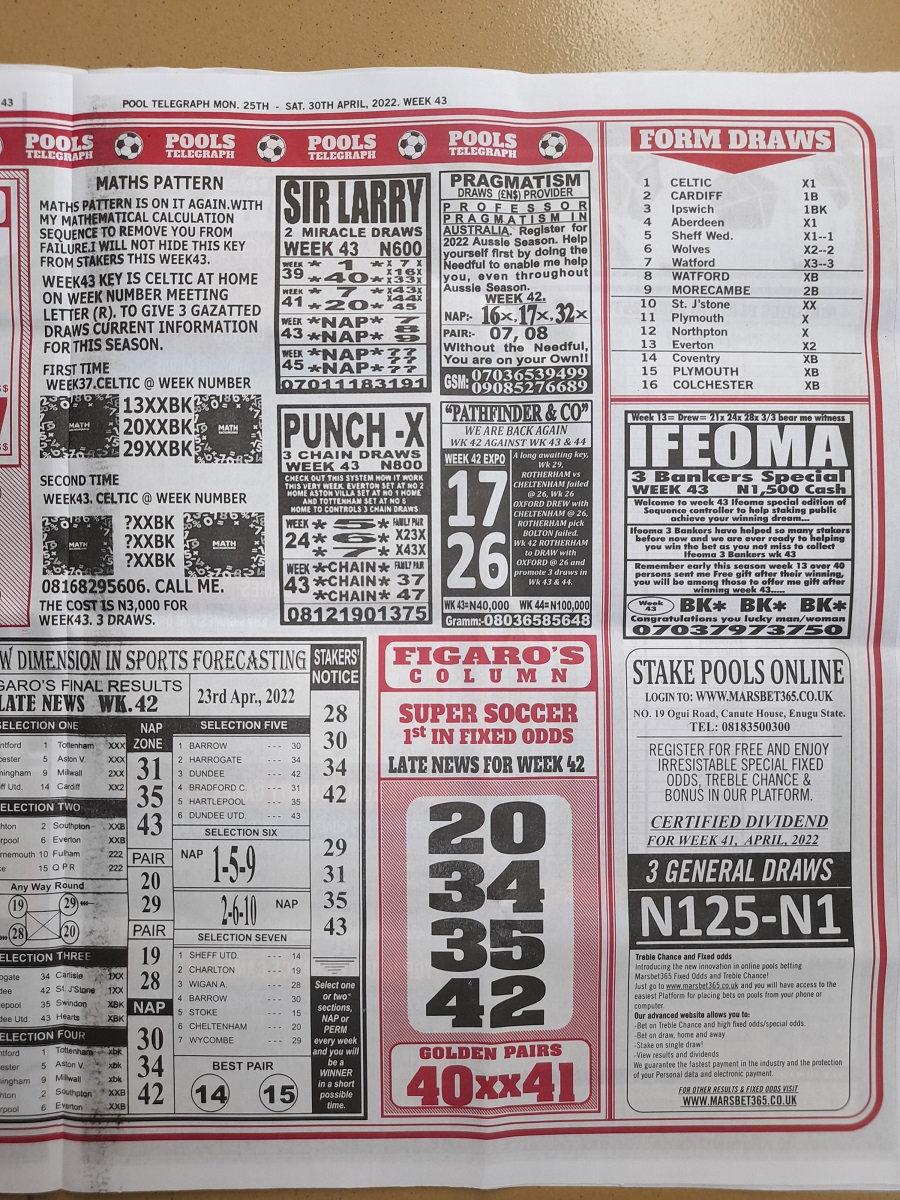 43
POOL TELEGRAPH MON. 25TH - SAT. 30TH APRIL, 2022. WEEK 43
POOLS
TELEGRAPH
POOLS
TELEGRAPH
POOLS
TELEGRAPH
POOLS
TELEGRAPH
MATHS PATTERN
MATHS PATTERN IS ON IT AGAIN.WITH
MY MATHEMATICAL CALCULATION
SEQUENCE TO REMOVE YOU FROM
FAILURE.I WILL NOT HIDE THIS KEY
FROM STAKERS THIS WEEK43.
WEEK43 KEY IS CELTIC AT HOME
ON WEEK NUMBER MEETING
LETTER (R). TO GIVE 3 GAZATTED
DRAWS CURRENT INFORMATION
FOR THIS SEASON.
FIRST TIME
WEEK37.CELTIC @ WEEK NUMBER
MATH
13XXBK
20XXBK
29XXBK
MATH
SECOND TIME
WEEK43. CELTIC @ WEEK NUMBER
MATH
?XXBK
?XXBK
?XXBK
MATH
08168295606. CALL ME.
THE COST IS N3,000 FOR
WEEK43. 3 DRAWS.
SIR LARRY
2 MIRACLE DRAWS
WEEK 43 N600
WEEK 39 * 1 * X 7 X
* 40 * X16X
X33X
WEEK 41 * 7 * X43X
* 20 * X44X
45
WEEK *NAP* 7
43 *NAP* 8
*NAP* 9
WEEK *NAP* ??
45 *NAP* ??
07011183191
PUNCH -X
3 CHAIN DRAWS
WEEK 43 N800
CHECK OUT THIS SYSTEM HOW IT WORK
THIS VERY WEEK. EVERTON SET AT NO 2
HOME ASTON VILLA SET AT NO 1 HOME
AND TOTTENHAM SET AT NO 6
HOME TO CONTROLS 3 CHAIN DRAWS
WEEK * 5 * FAMILY PAIR
24 * 6 * X23X
* 7 * X43X
WEEK *CHAIN* FAMILY PAIR
43 *CHAIN* 37
*CHAIN* 47
08121901375
PRAGMATISM
DRAWS (£N$) PROVIDER
PROFESSOR
PRAGMATISM IN
AUSTRALIA. Register for
2022 Aussie Season. Help
yourself first by doing the
Needful to enable me help
you, even throughout
Aussie Season.
WEEK 42.
NAP:- 16x.17x.32x
PAIR:- 07, 08
Without the Needful,
You are on Your Own!!
GSM: 07036539499
09085276689
"PATHFINDER & CO"
WE ARE BACK AGAIN
WK 42 AGAINST WK 43 & 44
WEEK 42 EXPO
17
26
A long awaiting key.
Wk 29,
ROTHERHAM vs
CHELTENHAM failed
@ 26, Wk 26
OXFORD DREW with
CHELTENHAM @ 26,
ROTHERHAM pick
BOLTON failed.
Wk 42 ROTHERHAM
to DRAW with
OXFORD @ 26 and
promote 3 draws in
Wk 43 & 44.
WK 43=N40,000 WK 44=N100,000
Gramm:-08036585648
FORM DRAWS
1 CELTIC X1
2 CARDIFF 1B
3 Ipswich 1BK
4 Aberdeen X1
5 Sheff Wed. X1--1
6 Wolves X2--2
7 Watford X3--3
8 WATFORD XB
9 MORECAMBE 2B
10 St. J'stone XX
11 Plymouth X
12 Northpton X
13 Everton X2
14 Coventry XB
15 PLYMOUTH XB
16 COLCHESTER XB
Week 13= Drew= 21x 24x 28x 3/3 bear me witness
IFEOMA
3 Bankers Special
WEEK 43 N1,500 Cash
Welcome to week 43 Ifeoma special edition of
Sequence controller to help staking public
achieve your winning dream...
Ifeoma 3 Bankers have helped so many stakers
before now and we are ever ready to helping
you win the bet as you not miss to collect
Ifeoma 3 Bankers wk 43
Remember early this season week 13 over 40
persons sent me Free gift after their winning,
you will be among those to offer me gift after
winning week 43.....
Week 43 BK* BK* BK*
Congratulations you lucky man/woman
07037973750
STAKE POOLS ONLINE
LOGIN TO: WWW.MARSBET365.CO.UK
NO. 19 Ogui Road, Canute House, Enugu State.
TEL: 08183500300
REGISTER FOR FREE AND ENJOY
IRRESISTABLE SPECIAL FIXED
ODDS, TREBLE CHANCE &
BONUS IN OUR PLATFORM.
CERTIFIED DIVIDEND
FOR WEEK 41, APRIL, 2022
3 GENERAL DRAWS
N125-N1
Treble Chance and Fixed odds
Introducing the new innovation in online pools betting
Marsbet365 Fixed Odds and Treble Chance!
Just go to www.marsbet365.co.uk and you will have access to the
easiest Platform for placing bets on pools from your phone or
computer.
Our advanced website allows you to:
-Bet on Treble Chance and high fixed odds/special odds.
-Bet on draw, home and away
-Stake on single draw!
-View results and dividends
We guarantee the fastest payment in the industry and the protection
of your Personal data and electronic payment.
FOR OTHER RESULTS & FIXED ODDS VISIT
WWW.MARSBET365.CO.UK
W DIMENSION IN SPORTS FORECASTING
GARO'S FINAL RESULTS
LATE NEWS WK.42
23rd Apr., 2022
SELECTION ONE
ntford 1 Tottenham XXX
cester 5 Aston V. XXX
mingham 9 Millwall 2XX
ff Utd. 14 Cardiff XX2
SELECTION TWO
hton 2 Southpton XXB
rpool 6 Everton XXB
rnemouth 10 Fulham 222
ke 15 Q P R 222
Any Way Round
19 29
28 20
SELECTION THREE
ogate 34 Carlisle 1XX
dee 42 St. J'Stone 1XX
lepool 35 Swindon XBK
dee Utd 43 Hearts XBK
SELECTION FOUR
ntford 1 Tottenham xbk
cester 5 Aston V. xbk
mingham 9 Millwall xbk
hton 2 Southpton XXB
rpool 6 Everton XXB
NAP
ZONE
31
35
43
PAIR
20
29
PAIR
19
28
NAP
30
34
42
SELECTION FIVE
1 BARROW --- 30
2 HARROGATE --- 34
3 DUNDEE --- 42
4 BRADFORD C. --- 31
5 HARTLEPOOL --- 35
6 DUNDEE UTD. --- 43
SELECTION SIX
NAP 1-5-9
2-6-10 NAP
SELECTION SEVEN
1 SHEFF UTD. --- 14
2 CHARLTON --- 19
3 WIGAN A. --- 28
4 BARROW --- 30
5 STOKE --- 15
6 CHELTENHAM --- 20
7 WYCOMBE --- 29
BEST PAIR
14 15
STAKERS'
NOTICE
28
30
34
42
29
31
35
43
Select one
or two*
sections,
NAP or
PERM
every week
and you will
be a
WINNER
in a short
possible
time.
FIGARO'S
COLUMN
SUPER SOCCER
1st IN FIXED ODDS
LATE NEWS FOR WEEK 42
20
34
35
42
GOLDEN PAIRS
40xx41